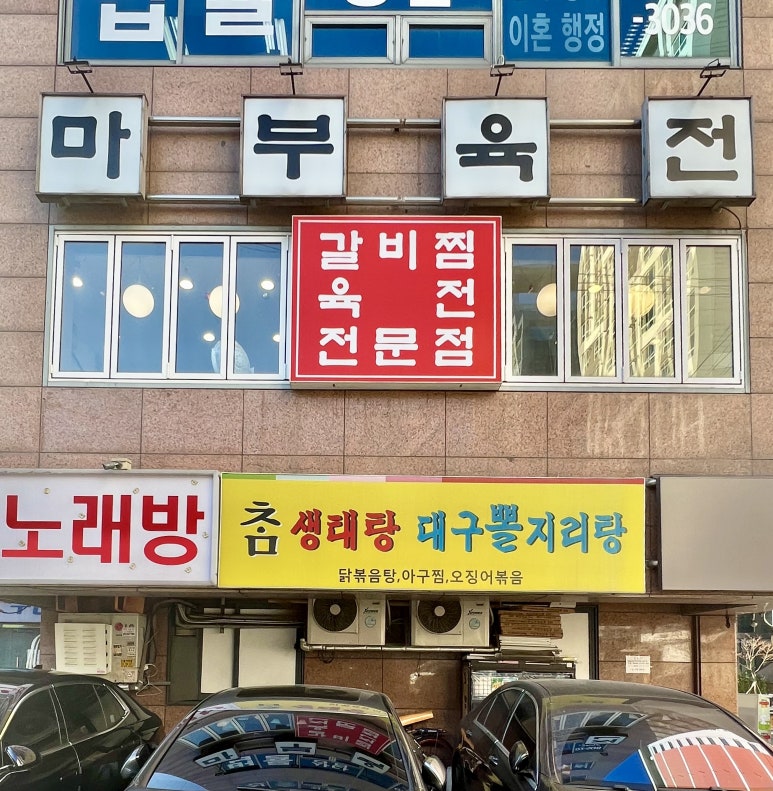 이혼 행정
-3036
마부육전
갈비찜
육전
전문점
노래방
참 생태탕 대구뽈지리탕
닭볶음탕,아구찜,오징어볶음